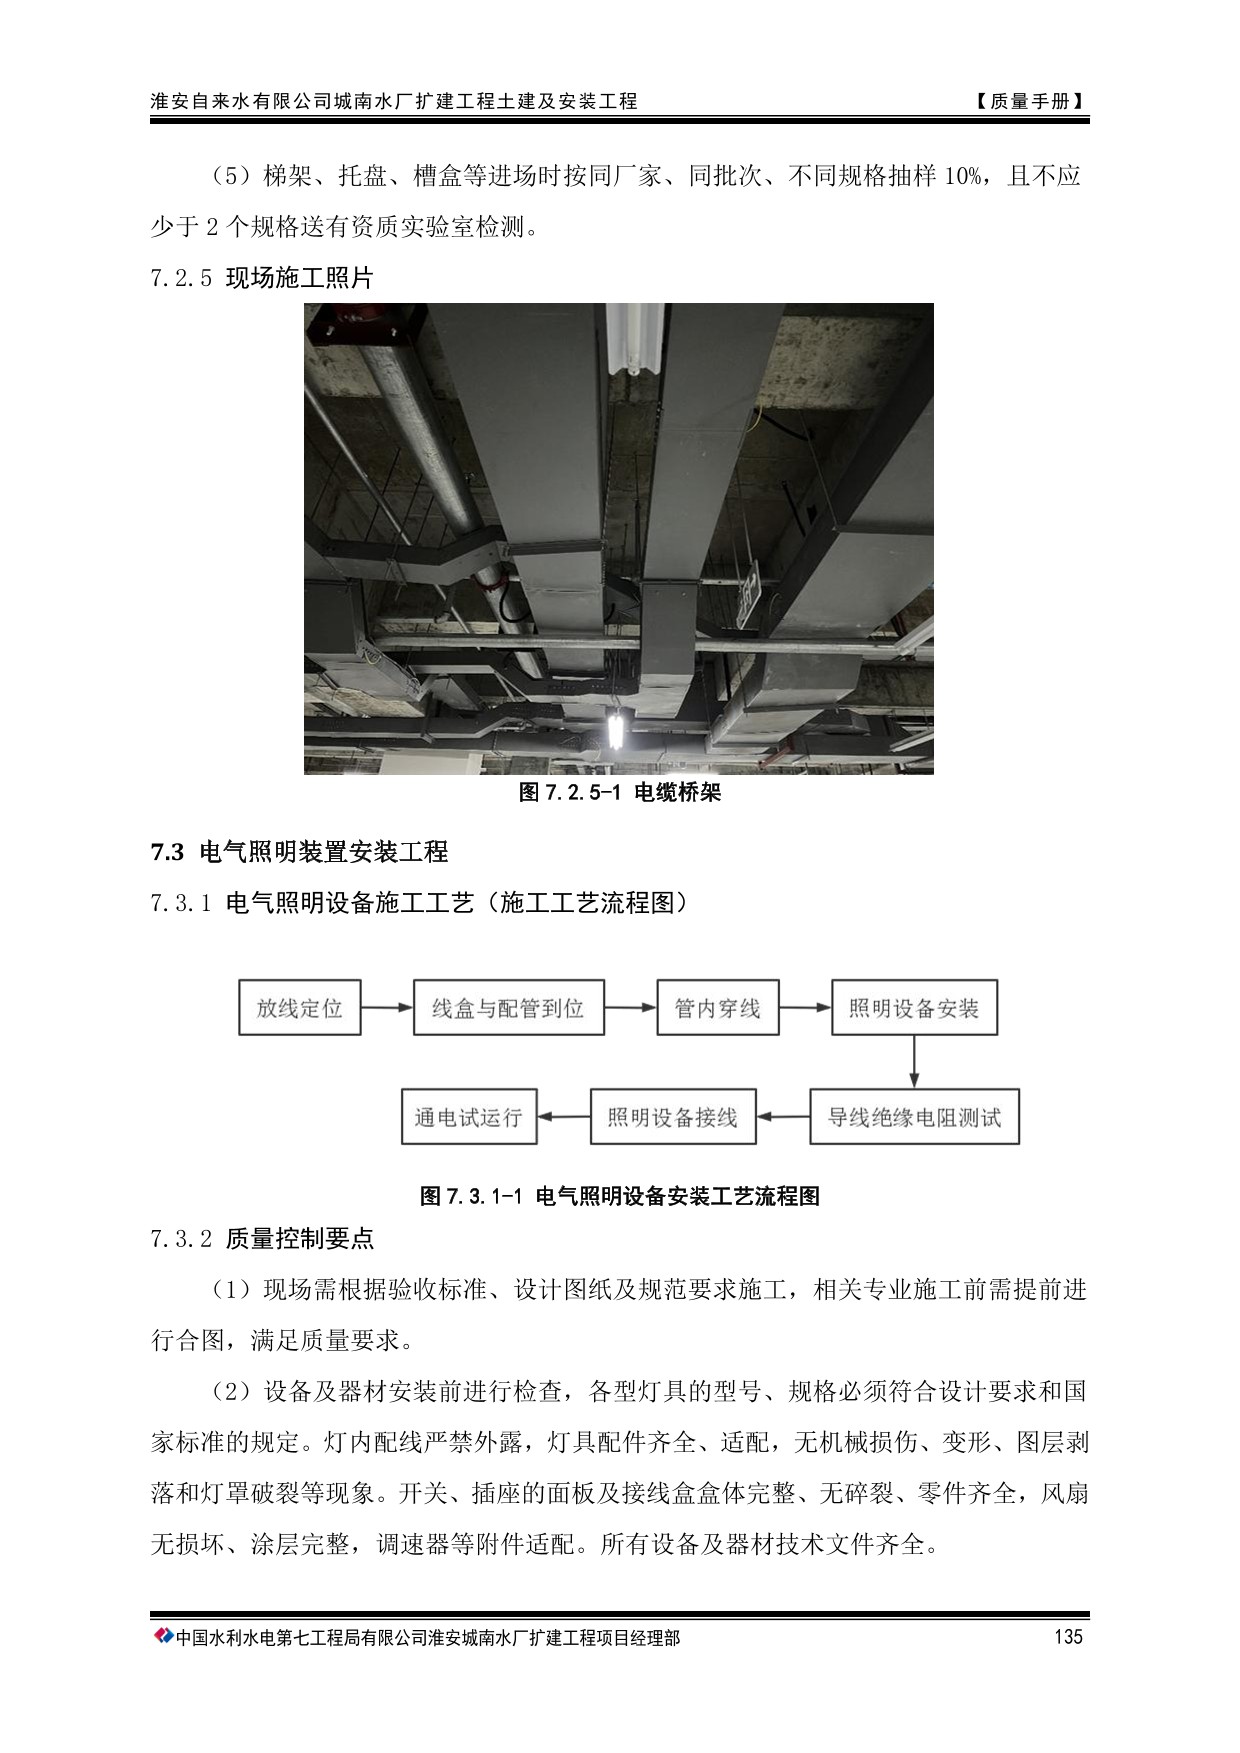 淮安自来水有限公司城南水厂扩建工程土建及安装工程 【质量手册】
（5）梯架、托盘、槽盒等进场时按同厂家、同批次、不同规格抽样 10%，且不应
少于 2 个规格送有资质实验室检测。
7.2.5 现场施工照片
图 7.2.5-1 电缆桥架
7.3 电气照明装置安装工程
7.3.1 电气照明设备施工工艺（施工工艺流程图）
放线定位 线盒与配管到位 管内穿线 照明设备安装
通电试运行 照明设备接线 导线绝缘电阻测试
图 7.3.1-1 电气照明设备安装工艺流程图
7.3.2 质量控制要点
（1）现场需根据验收标准、设计图纸及规范要求施工，相关专业施工前需提前进
行合图，满足质量要求。
（2）设备及器材安装前进行检查，各型灯具的型号、规格必须符合设计要求和国
家标准的规定。灯内配线严禁外露，灯具配件齐全、适配，无机械损伤、变形、图层剥
落和灯罩破裂等现象。开关、插座的面板及接线盒盒体完整、无碎裂、零件齐全，风扇
无损坏、涂层完整，调速器等附件适配。所有设备及器材技术文件齐全。
中国水利水电第七工程局有限公司淮安城南水厂扩建工程项目经理部 135